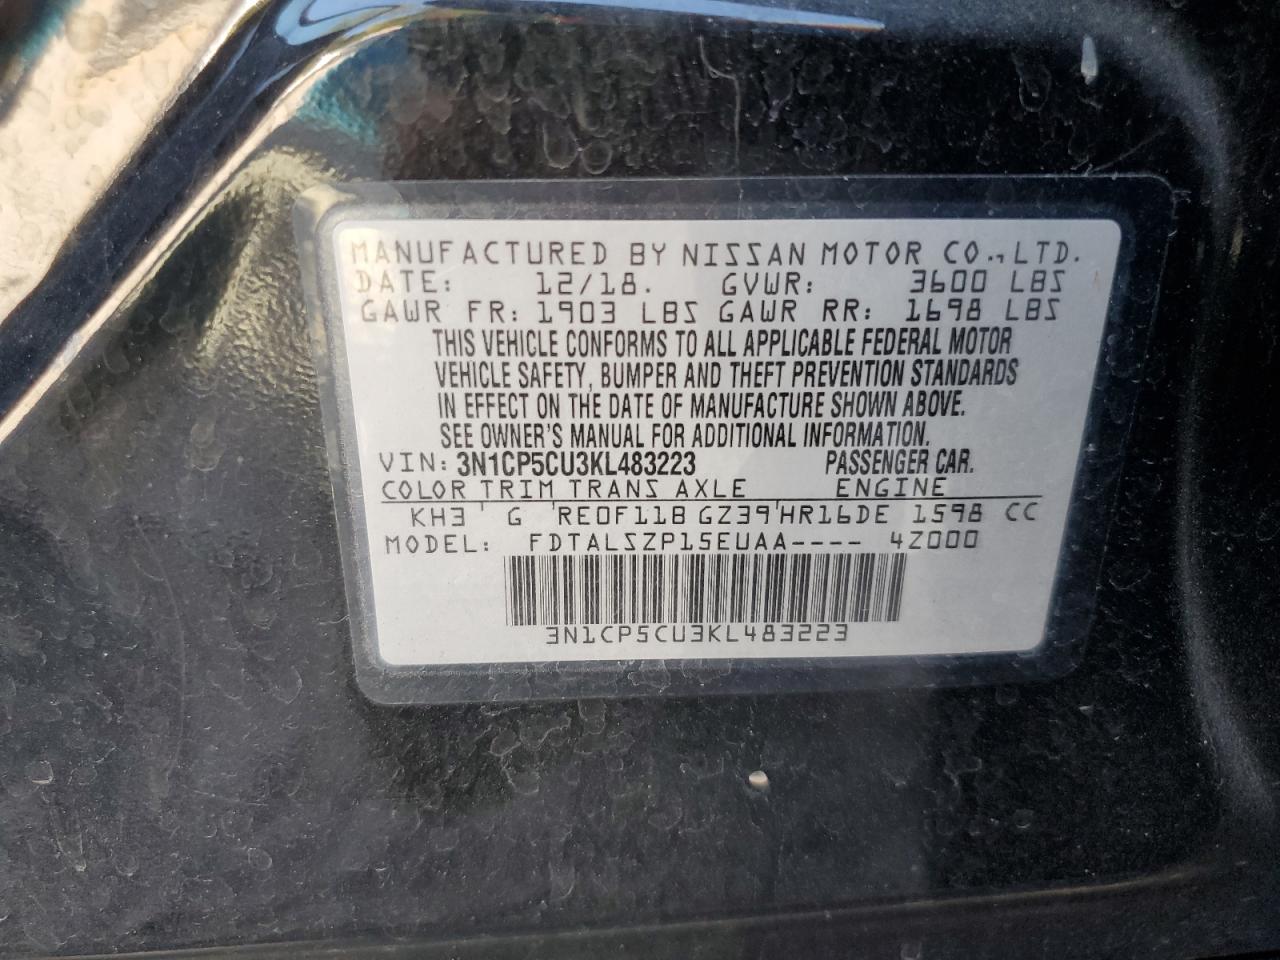 MANUFACTURED BY NISSAN MOTOR CO., LTD.
DATE: 12/18. GVWR: 3600 LBS
GAWR FR: 1903 LBS GAWR RR: 1698 LBS
THIS VEHICLE CONFORMS TO ALL APPLICABLE FEDERAL MOTOR
VEHICLE SAFETY, BUMPER AND THEFT PREVENTION STANDARDS
IN EFFECT ON THE DATE OF MANUFACTURE SHOWN ABOVE.
SEE OWNER'S MANUAL FOR ADDITIONAL INFORMATION.
VIN: 3N1CP5CU3KL483223 PASSENGER CAR.
COLOR TRIM TRANS AXLE ENGINE
KH3 ' G ' RE0F11B GZ39 ' HR16DE 1598 CC
MODEL: FDTALSZP15EUAA---- 4Z000
3N1CP5CU3KL483223